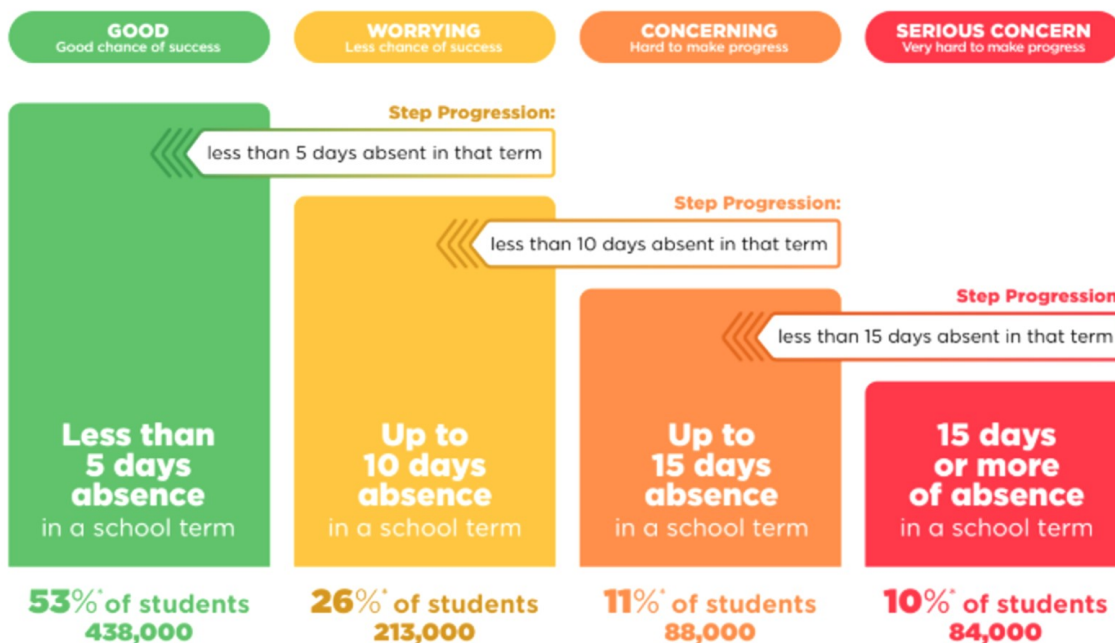 GOOD
Good chance of success
WORRYING
Less chance of success
CONCERNING
Hard to make progress
SERIOUS CONCERN
Very hard to make progress
Step Progression:
less than 5 days absent in that term
Step Progression:
less than 10 days absent in that term
Step Progression
less than 15 days absent in that term
Less than
5 days
absence
in a school term
Up to
10 days
absence
in a school term
Up to
15 days
absence
in a school term
15 days
or more
of absence
in a school term
53%* of students
438,000
26%* of students
213,000
11%* of students
88,000
10%* of students
84,000